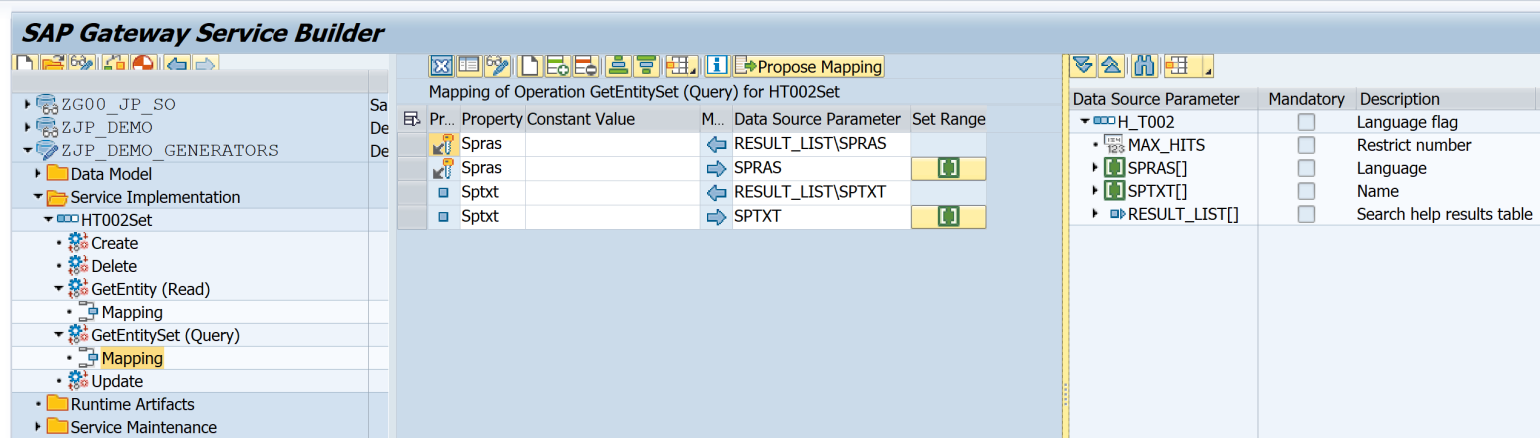 SAP Gateway Service Builder
ZG00_JP_SO Sa
ZJP_DEMO De
ZJP_DEMO_GENERATORS De
Data Model
Service Implementation
HT002Set
Create
Delete
GetEntity (Read)
Mapping
GetEntitySet (Query)
Mapping
Update
Runtime Artifacts
Service Maintenance
Propose Mapping
Mapping of Operation GetEntitySet (Query) for HT002Set
Pr... Property Constant Value M... Data Source Parameter Set Range
Spras RESULT_LIST\SPRAS
Spras SPRAS
Sptxt RESULT_LIST\SPTXT
Sptxt SPTXT
Data Source Parameter Mandatory Description
H_T002 Language flag
MAX_HITS Restrict number
SPRAS[] Language
SPTXT[] Name
RESULT_LIST[] Search help results table